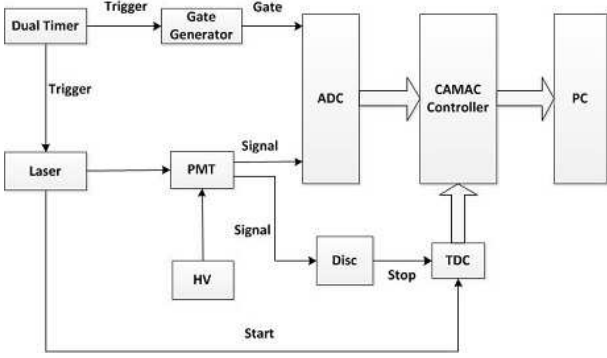 Trigger
Gate
Dual Timer
Gate
Generator
Trigger
ADC
CAMAC
Controller
PC
Signal
Laser
PMT
Signal
HV
Disc
Stop
TDC
Start